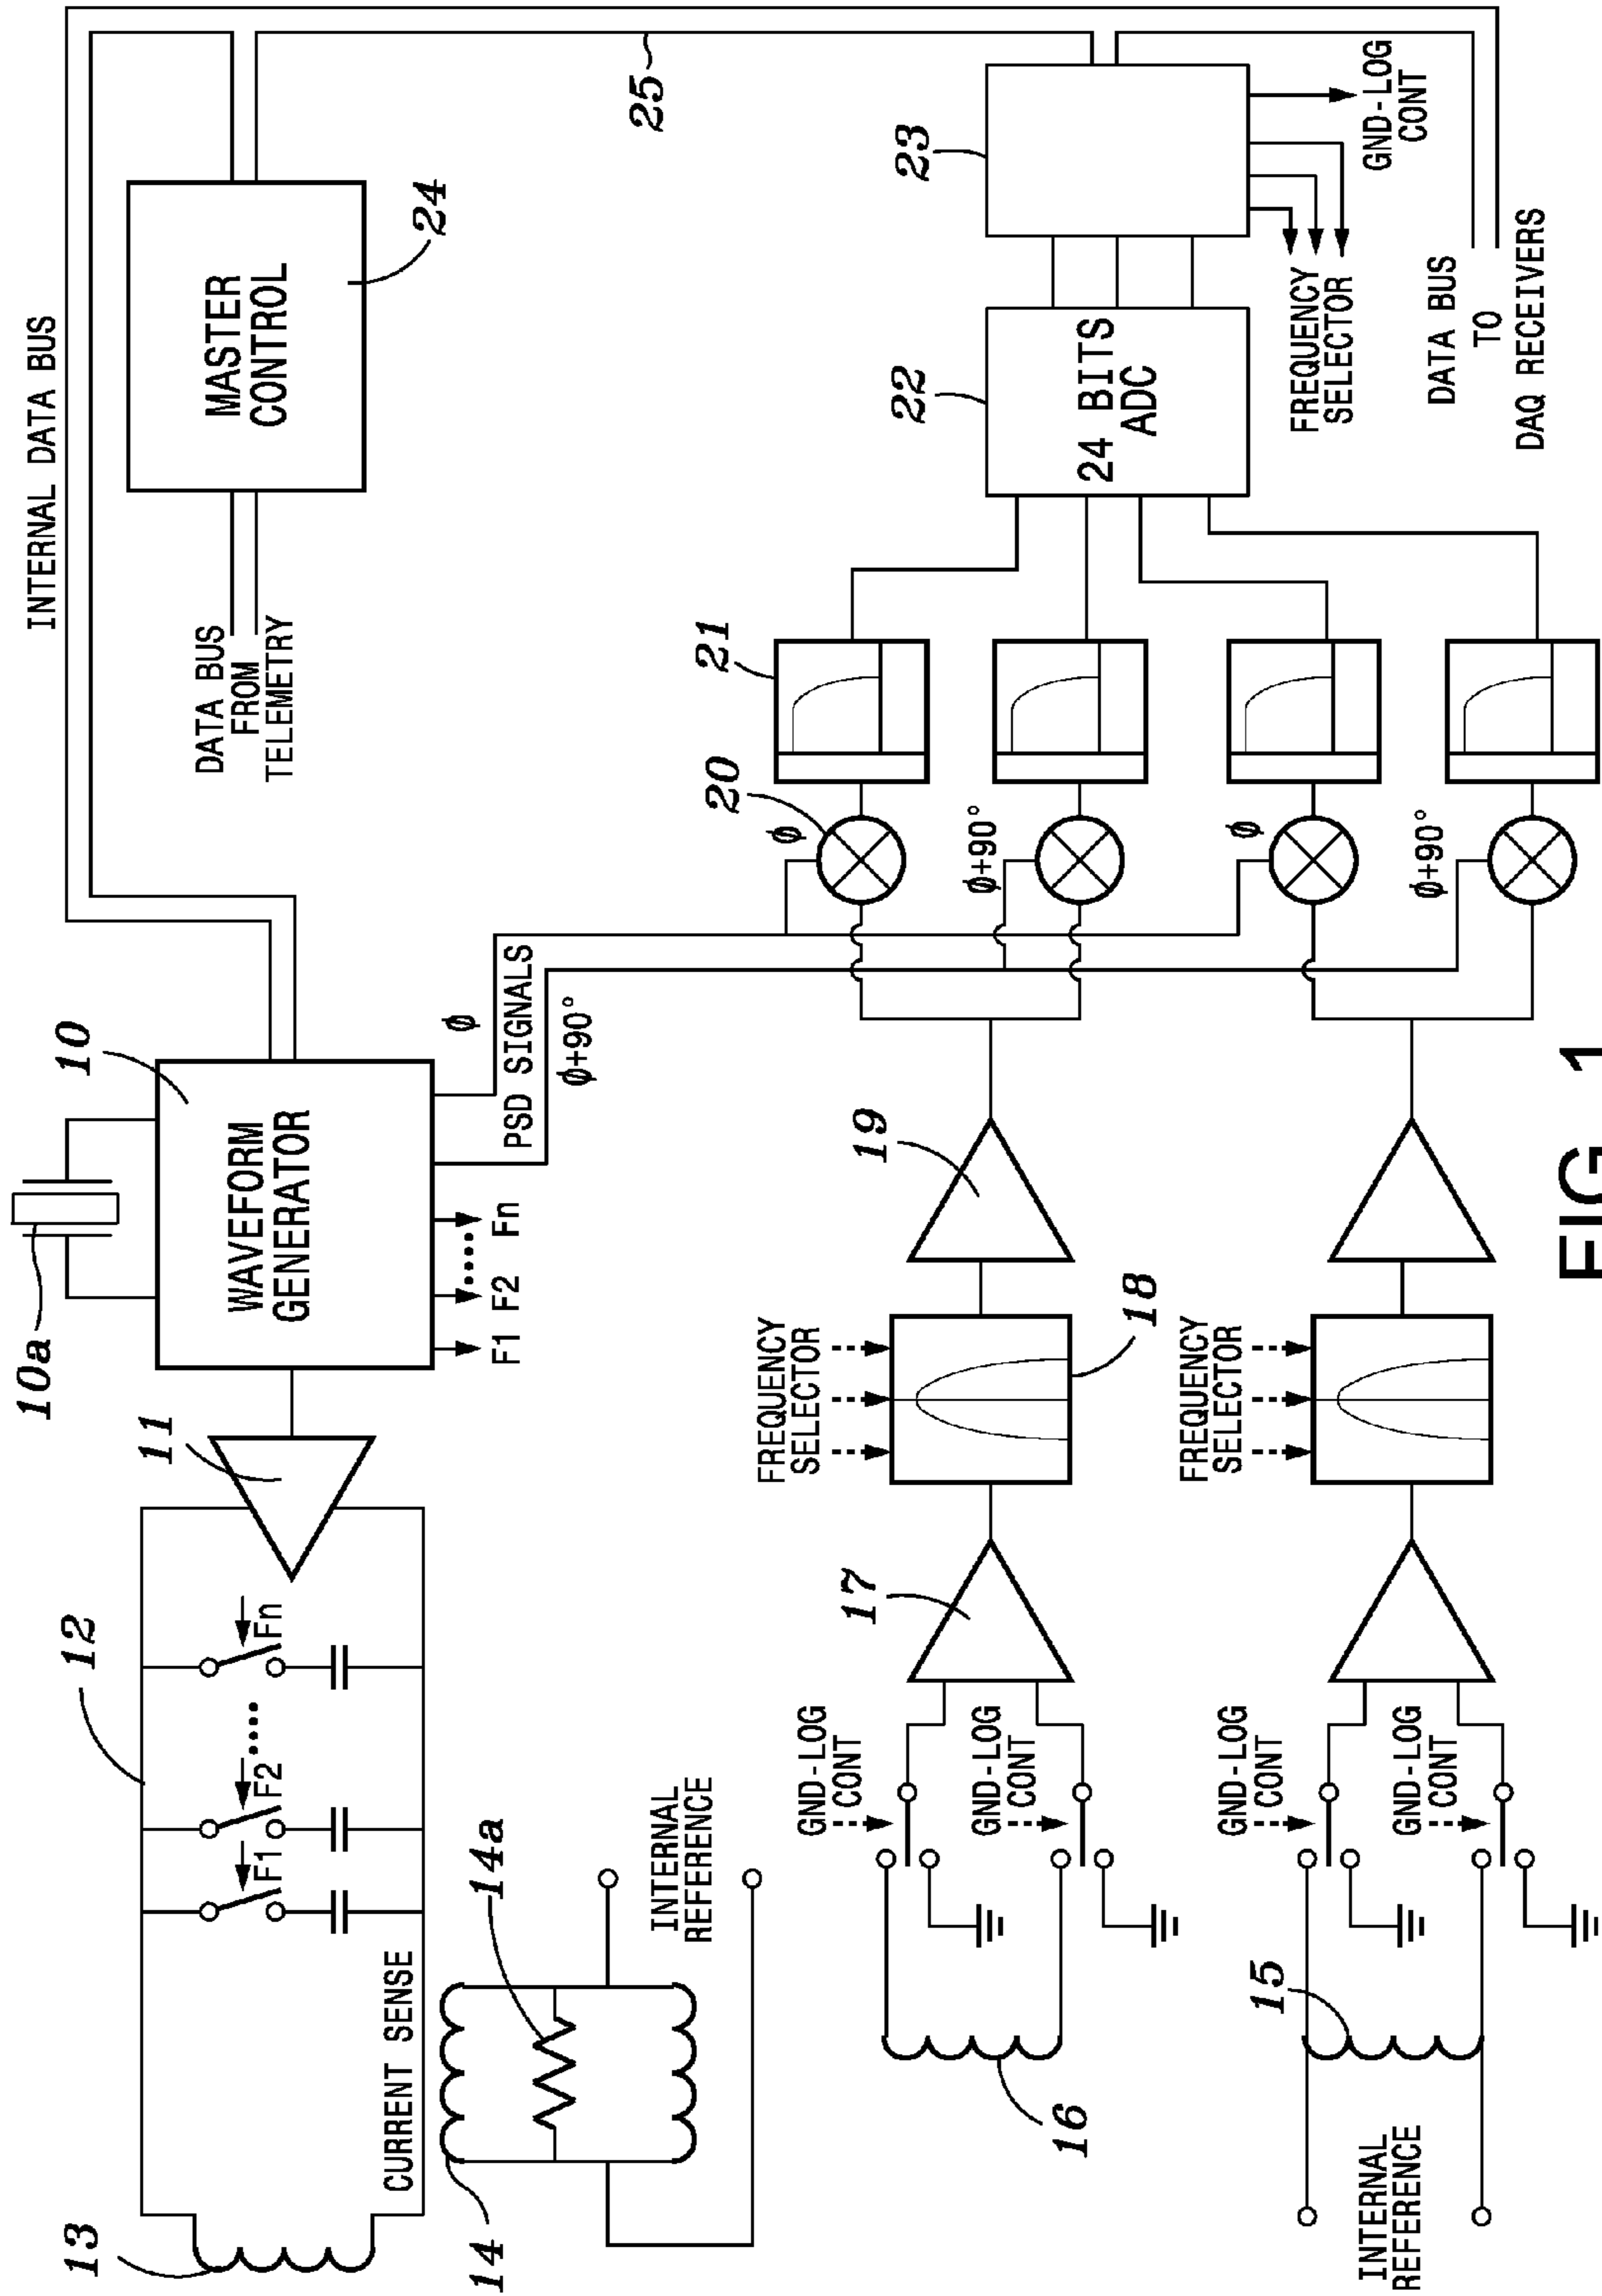 INTERNAL DATA BUS
10a
10
WAVEFORM
GENERATOR
11
12
13
F1
F2
....
Fn
CURRENT SENSE
14
14a
INTERNAL
REFERENCE
F1 F2 .... Fn
ϕ
PSD SIGNALS
ϕ+90°
DATA BUS
FROM
TELEMETRY
MASTER
CONTROL
24
25
16
GND-LOG
CONT
GND-LOG
CONT
17
FREQUENCY
SELECTOR
18
19
20
ϕ
ϕ+90°
21
22
24 BITS
ADC
23
FREQUENCY
SELECTOR
GND-LOG
CONT
INTERNAL
REFERENCE
15
GND-LOG
CONT
GND-LOG
CONT
FREQUENCY
SELECTOR
ϕ
ϕ+90°
DATA BUS
TO
DAQ RECEIVERS
FIG. 1